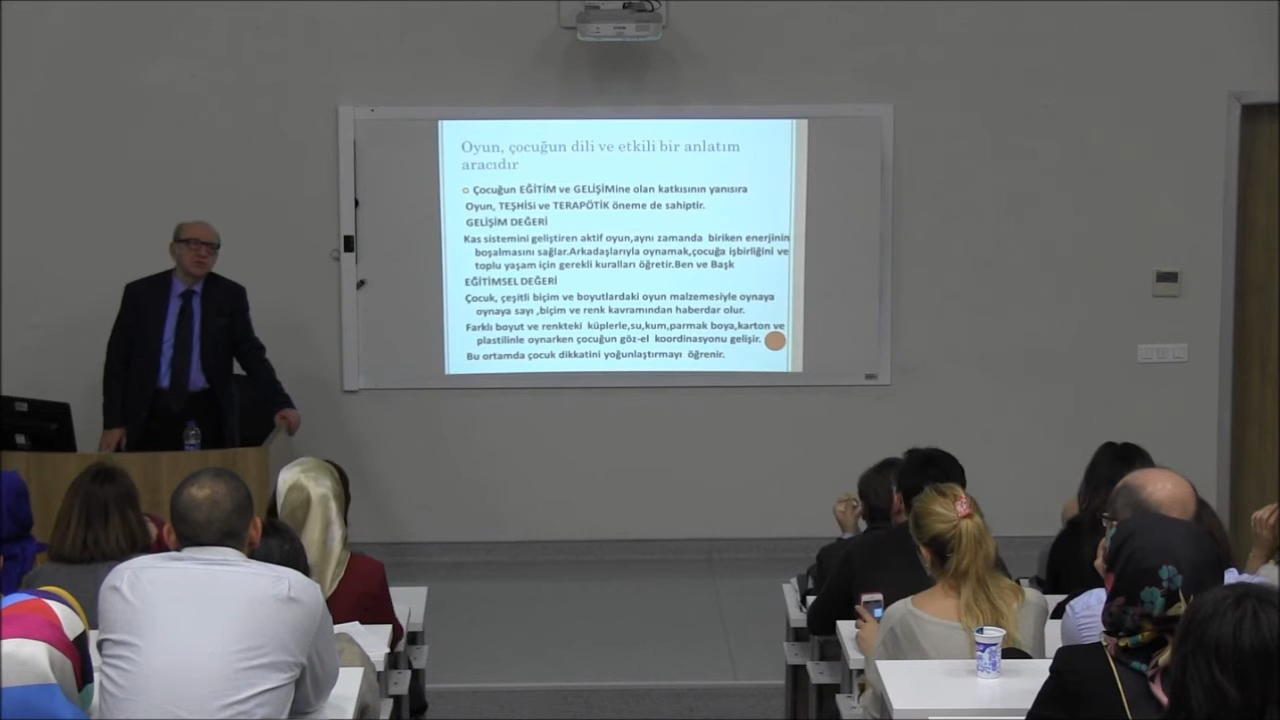 Oyun, çocuğun dili ve etkili bir anlatım
aracıdır
Çocuğun EĞİTİM ve GELİŞİMine olan katkısının yanısıra
Oyun, TEŞHİSi ve TERAPÖTİK öneme de sahiptir.
GELİŞİM DEĞERİ
Kas sistemini geliştiren aktif oyun,aynı zamanda biriken enerjinin
boşalmasını sağlar.Arkadaşlarıyla oynamak,çocuğa işbirliğini ve
toplu yaşam için gerekli kuralları öğretir.Ben ve Başk
EĞİTİMSEL DEĞERİ
Çocuk, çeşitli biçim ve boyutlardaki oyun malzemesiyle oynaya
oynaya sayı ,biçim ve renk kavramından haberdar olur.
Farklı boyut ve renkteki küplerle,su,kum,parmak boya,karton ve
plastilinle oynarken çocuğun göz-el koordinasyonu gelişir.
Bu ortamda çocuk dikkatini yoğunlaştırmayı öğrenir.